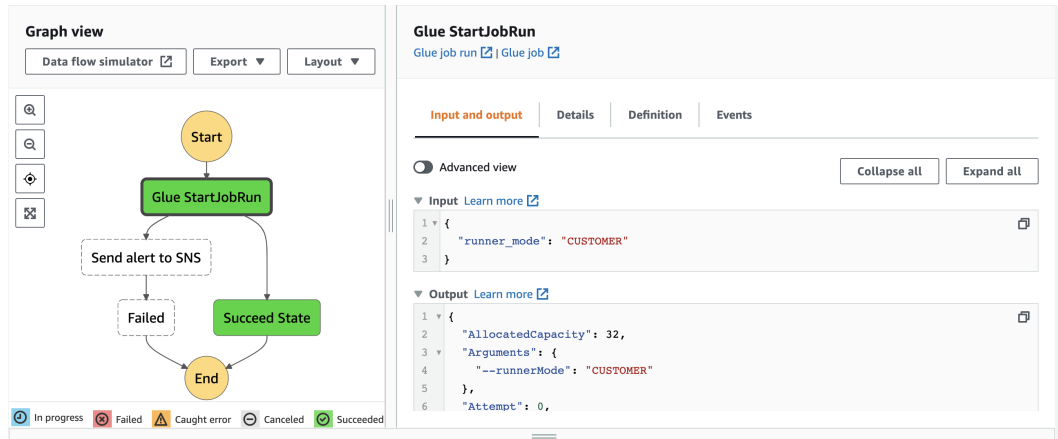 Graph view
Data flow simulator
Export ▼
Layout ▼
Start
Glue StartJobRun
Send alert to SNS
Failed
Succeed State
End
In progress
Failed
Caught error
Canceled
Succeeded
Glue StartJobRun
Glue job run | Glue job
Input and output
Details
Definition
Events
Advanced view
Collapse all
Expand all
▼ Input Learn more
1 ▾ {
2 "runner_mode": "CUSTOMER"
3 }
▼ Output Learn more
1 ▾ {
2 "AllocatedCapacity": 32,
3 ▾ "Arguments": {
4 "--runnerMode": "CUSTOMER"
5 },
6 "Attempt": 0,